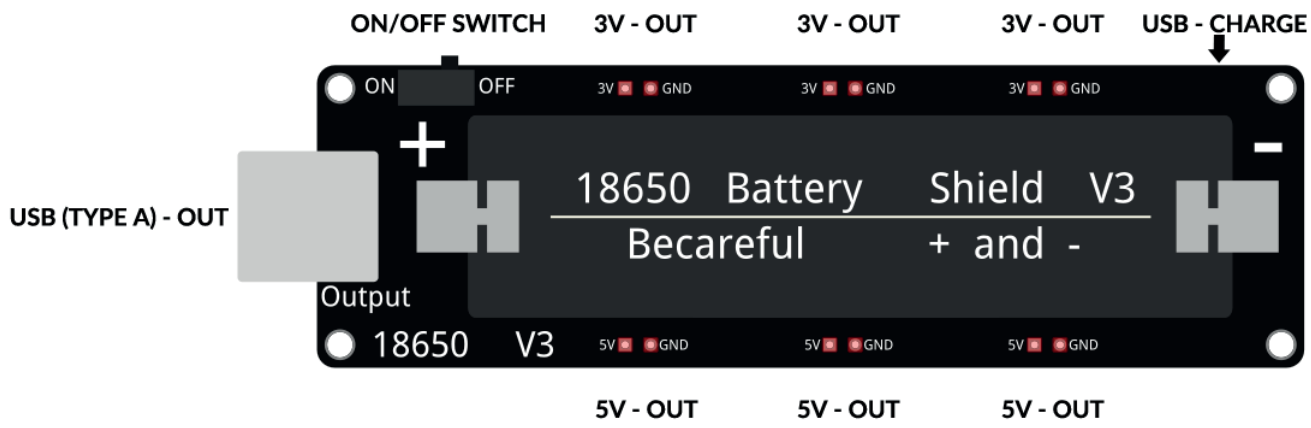 ON/OFF SWITCH 3V - OUT 3V - OUT 3V - OUT USB - CHARGE
ON OFF 3V GND 3V GND 3V GND
+ -
18650 Battery Shield V3
USB (TYPE A) - OUT
Becareful + and -
Output
18650 V3 5V GND 5V GND 5V GND
5V - OUT 5V - OUT 5V - OUT